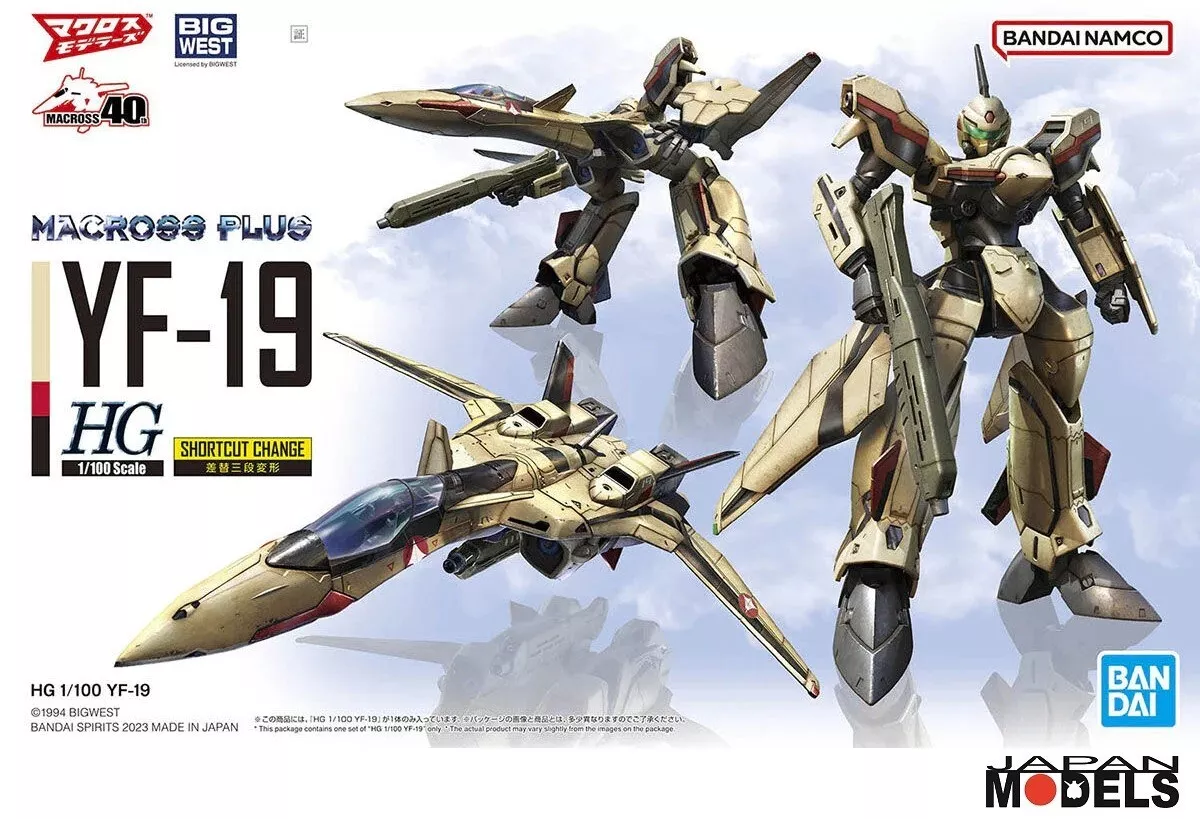 マクロス
モデラーズ™
BIG
WEST
Licensed by BIGWEST
証
BANDAI NAMCO
MACROSS 40th
MACROSS PLUS
YF-19
HG
1/100 Scale
SHORTCUT CHANGE
差替三段変形
HG 1/100 YF-19
©1994 BIGWEST
BANDAI SPIRITS 2023 MADE IN JAPAN
※この商品には、「HG 1/100 YF-19」が1体のみ入っています。※パッケージの画像と商品とは、多少異なりますのでご了承ください。
* This package contains one set of "HG 1/100 YF-19" only. * The actual product may vary slightly from the images on the package.
BAN
DAI
JAPAN
MODELS